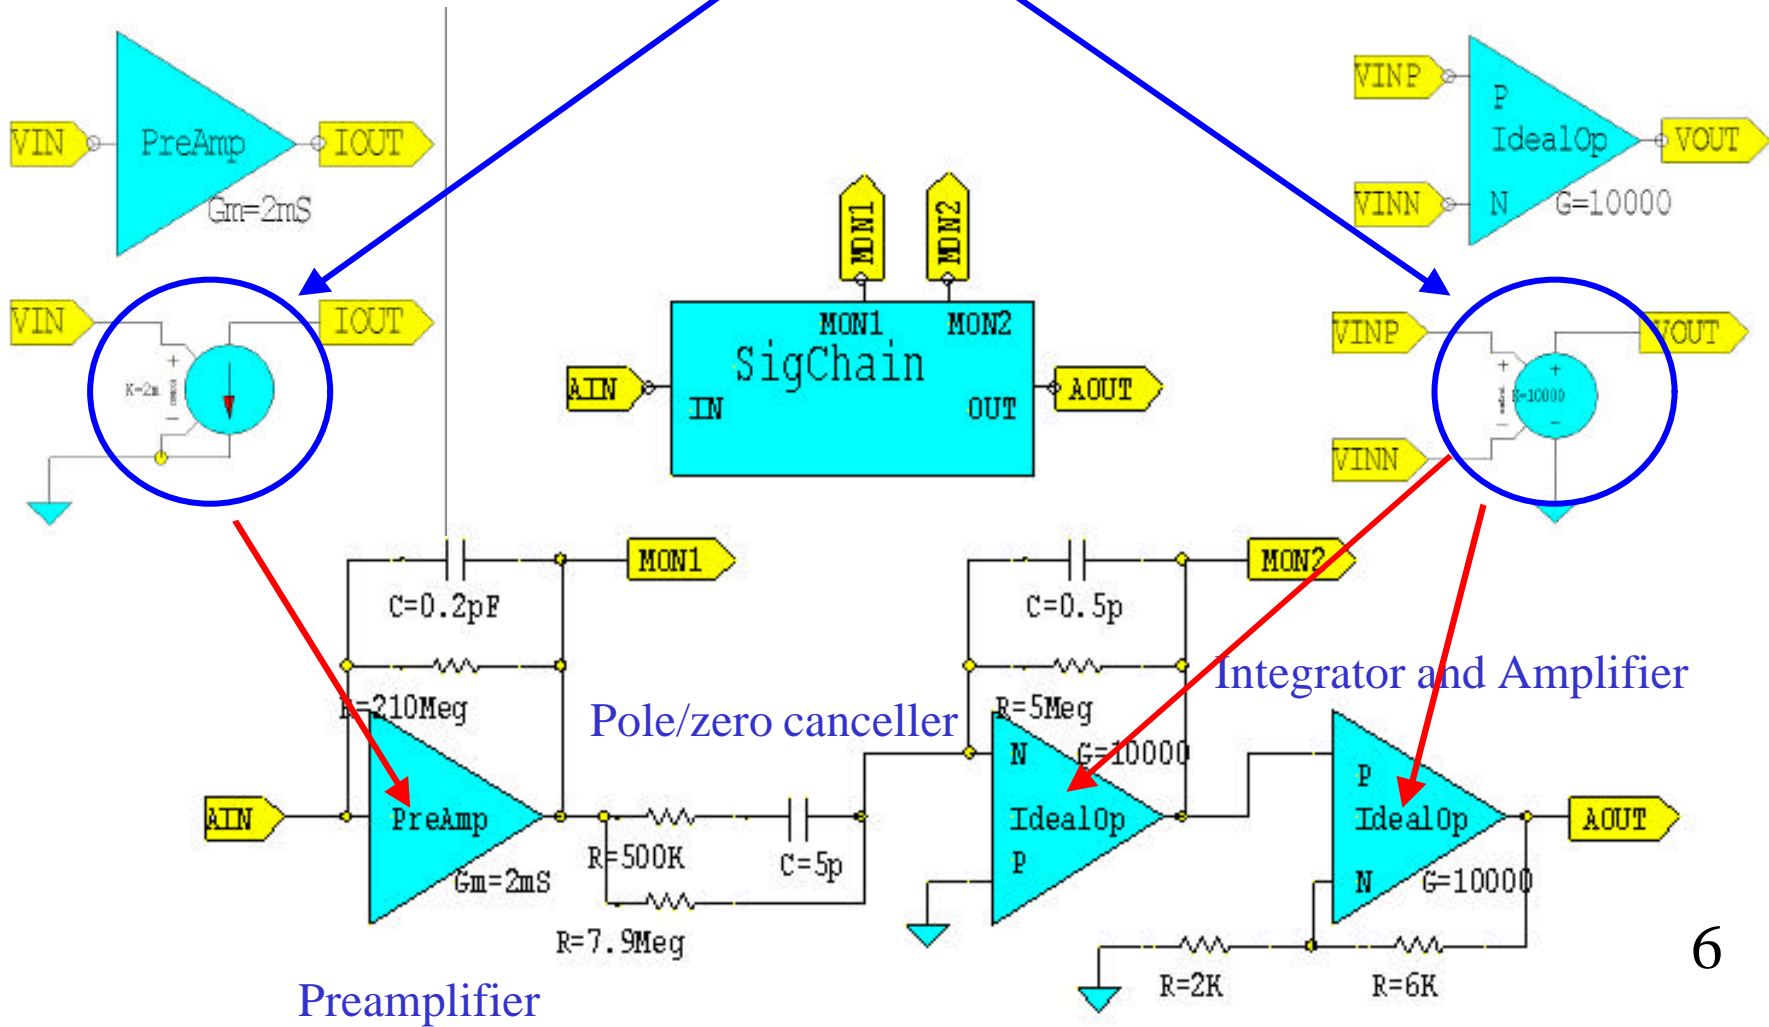 VIN
PreAmp
IOUT
Gm=2mS
VINP
P
IdealOp
VOUT
VINN
N
G=10000
MON1
MON2
VIN
IOUT
K=2m
+
−
MON1
MON2
SigChain
AIN
IN
OUT
AOUT
VINP
VOUT
+
−
+
K=10000
−
VINN
MON1
C=0.2pF
R=210Meg
MON2
C=0.5p
R=5Meg
Integrator and Amplifier
Pole/zero canceller
N
G=10000
IdealOp
P
P
IdealOp
N
G=10000
AOUT
AIN
PreAmp
Gm=2mS
R=500K
C=5p
R=7.9Meg
R=2K
R=6K
Preamplifier
6